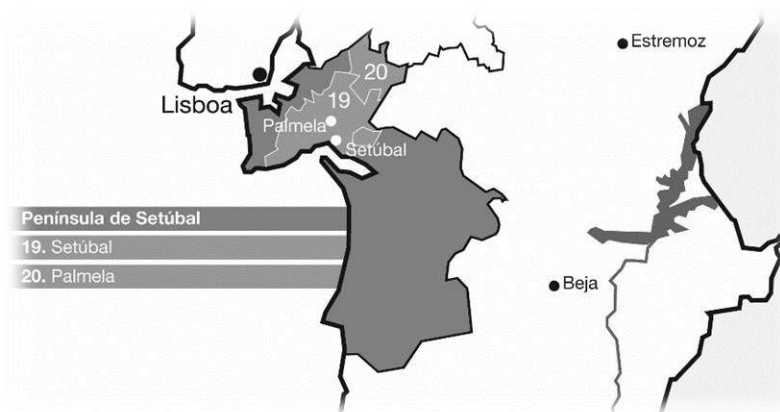 Estremoz
20
Lisboa
19
Palmela
Setúbal
Península de Setúbal
19. Setúbal
20. Palmela
Beja